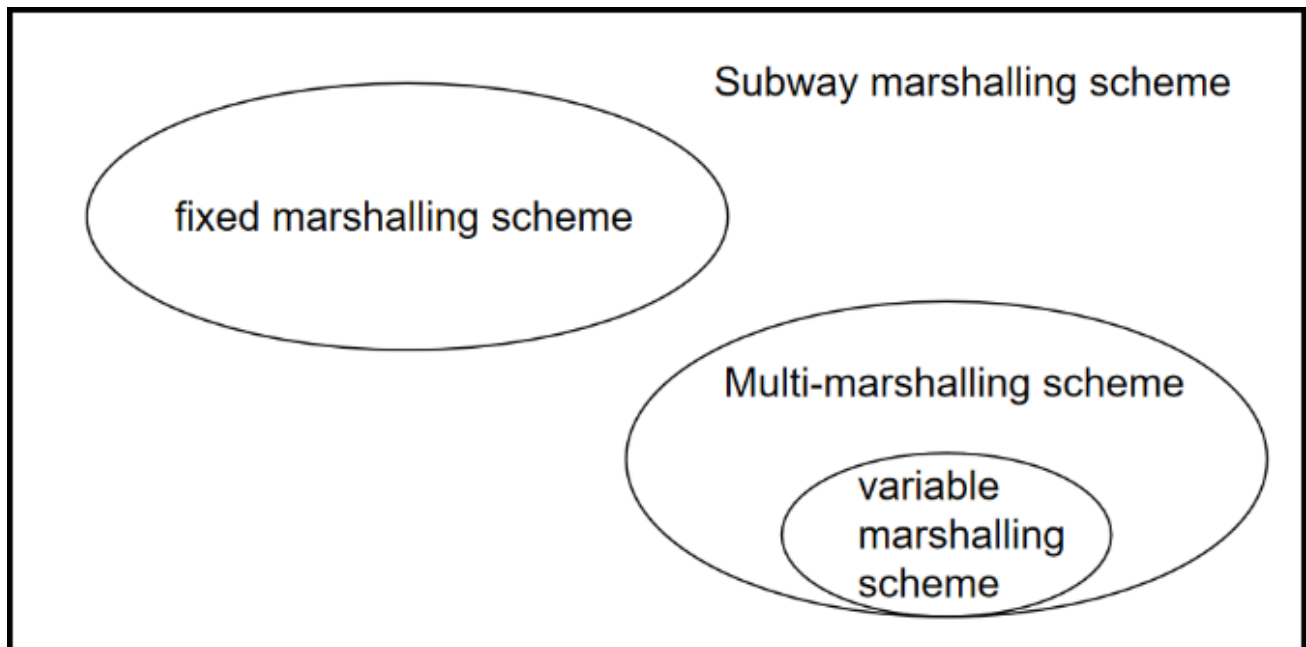 Subway marshalling scheme
fixed marshalling scheme
Multi-marshalling scheme
variable
marshalling
scheme